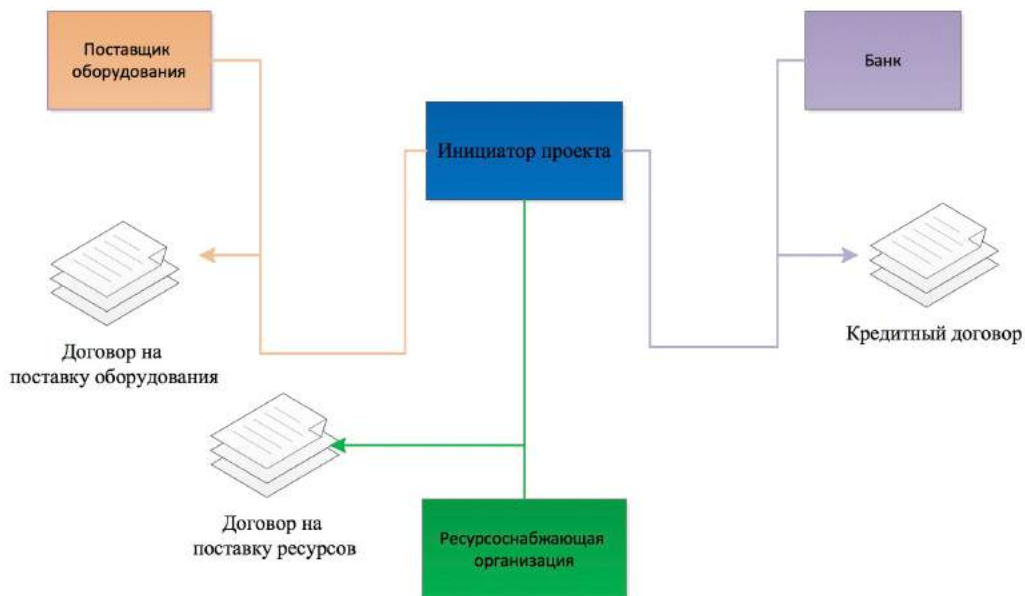 Поставщик
оборудования
Банк
Инициатор проекта
Договор на
поставку оборудования
Кредитный договор
Договор на
поставку ресурсов
Ресурсоснабжающая
организация